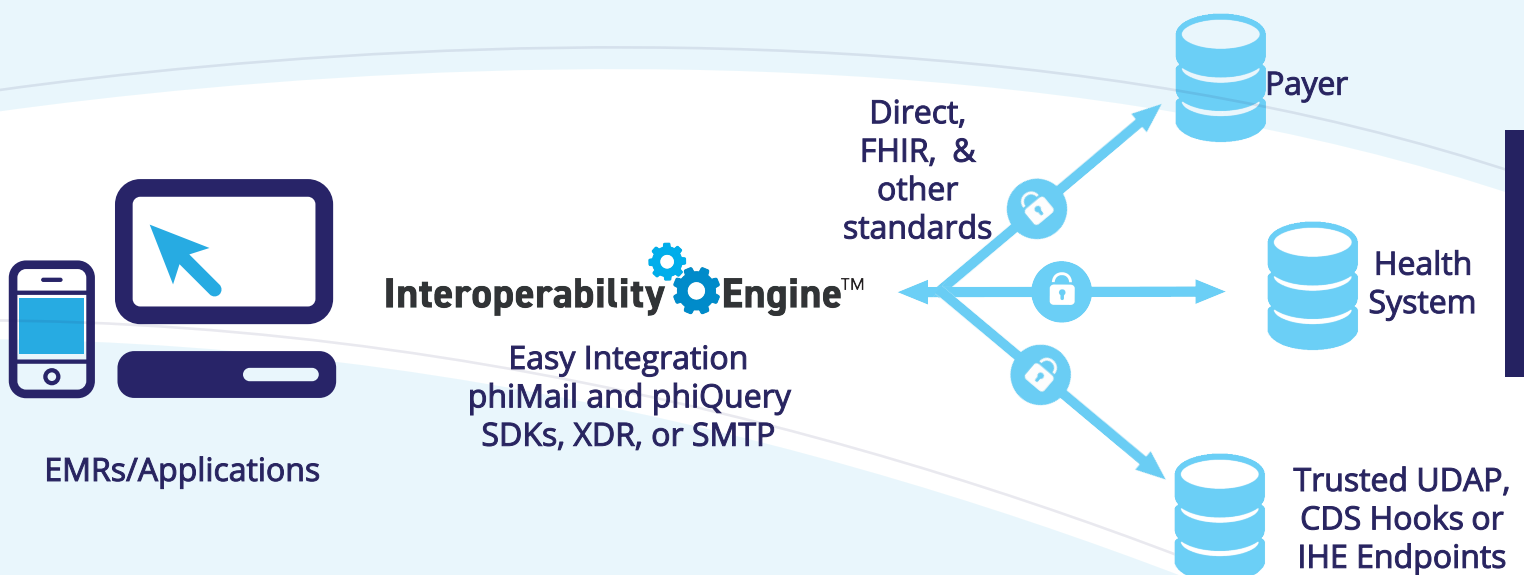 EMRs/Applications
Interoperability Engine™
Easy Integration
phiMail and phiQuery
SDKs, XDR, or SMTP
Direct,
FHIR, &
other
standards
Payer
Health
System
Trusted UDAP,
CDS Hooks or
IHE Endpoints